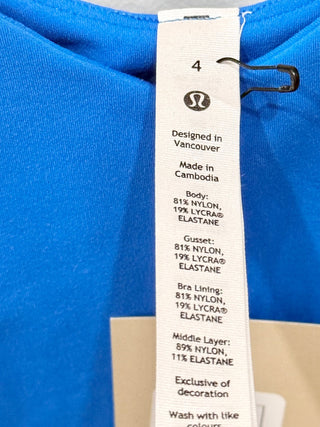 4
Designed in
Vancouver
Made in
Cambodia
Body:
81% NYLON,
19% LYCRA®
ELASTANE
Gusset:
81% NYLON,
19% LYCRA®
ELASTANE
Bra Lining:
81% NYLON,
19% LYCRA®
ELASTANE
Middle Layer:
89% NYLON,
11% ELASTANE
Exclusive of
decoration
Wash with like
colours